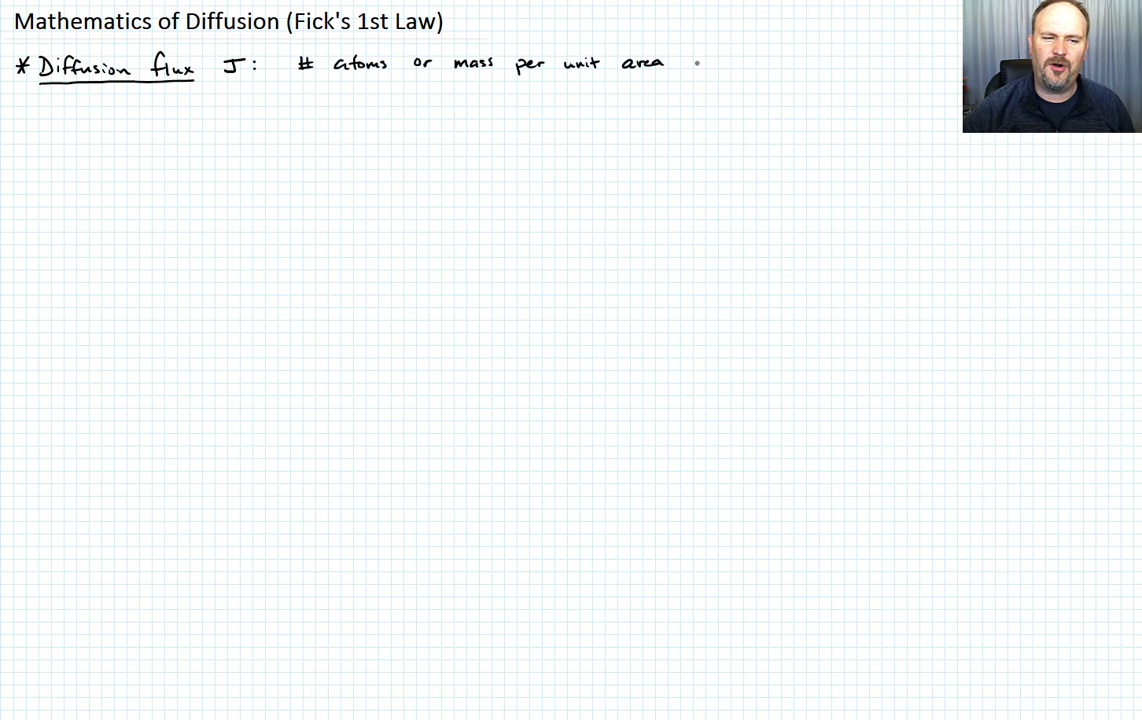 Mathematics of Diffusion (Fick's 1st Law)
* Diffusion flux J: # atoms or mass per unit area